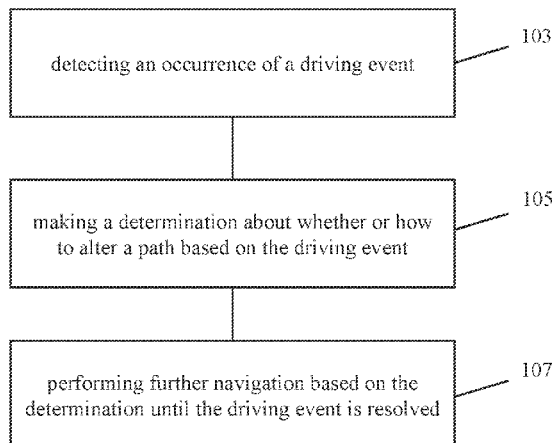 detecting an occurrence of a driving event
103
making a determination about whether or how
to alter a path based on the driving event
105
performing further navigation based on the
determination until the driving event is resolved
107